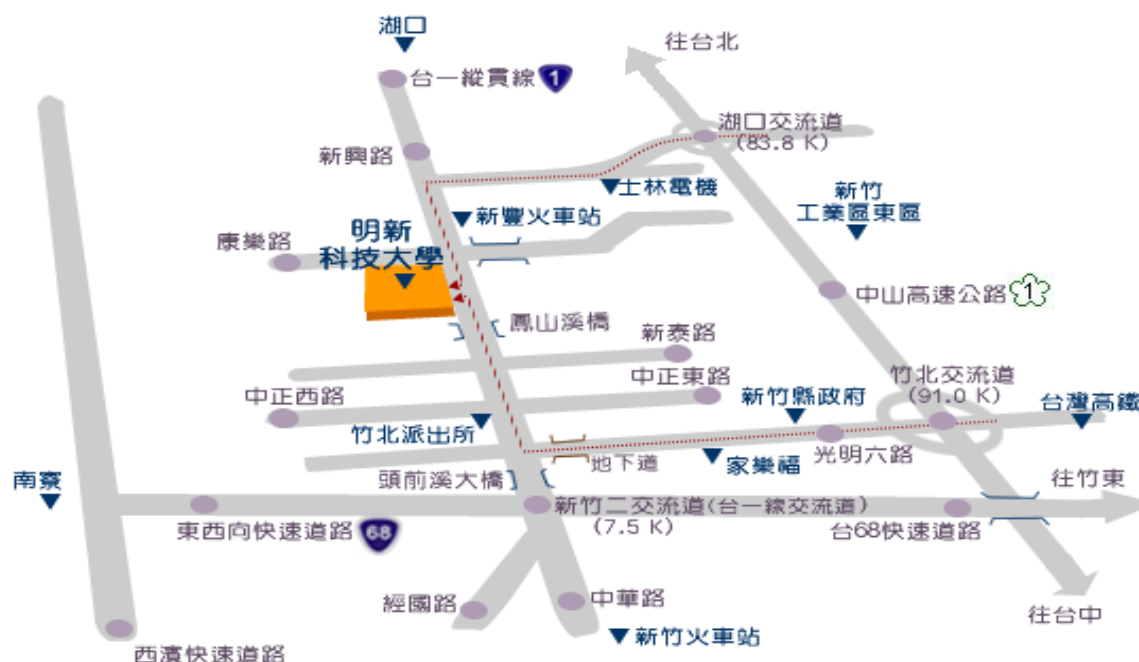 湖口
往台北
台一縱貫線 1
湖口交流道
(83.8 K)
新興路
士林電機
新竹
工業區東區
新豐火車站
明新
科技大學
康樂路
中山高速公路 1
鳳山溪橋
新泰路
中正東路
竹北交流道
(91.0 K)
中正西路
新竹縣政府
台灣高鐵
竹北派出所
光明六路
地下道
家樂福
頭前溪大橋
南寮
往竹東
新竹二交流道(台一線交流道)
(7.5 K)
東西向快速道路 68
台68快速道路
經國路
中華路
往台中
新竹火車站
西濱快速道路